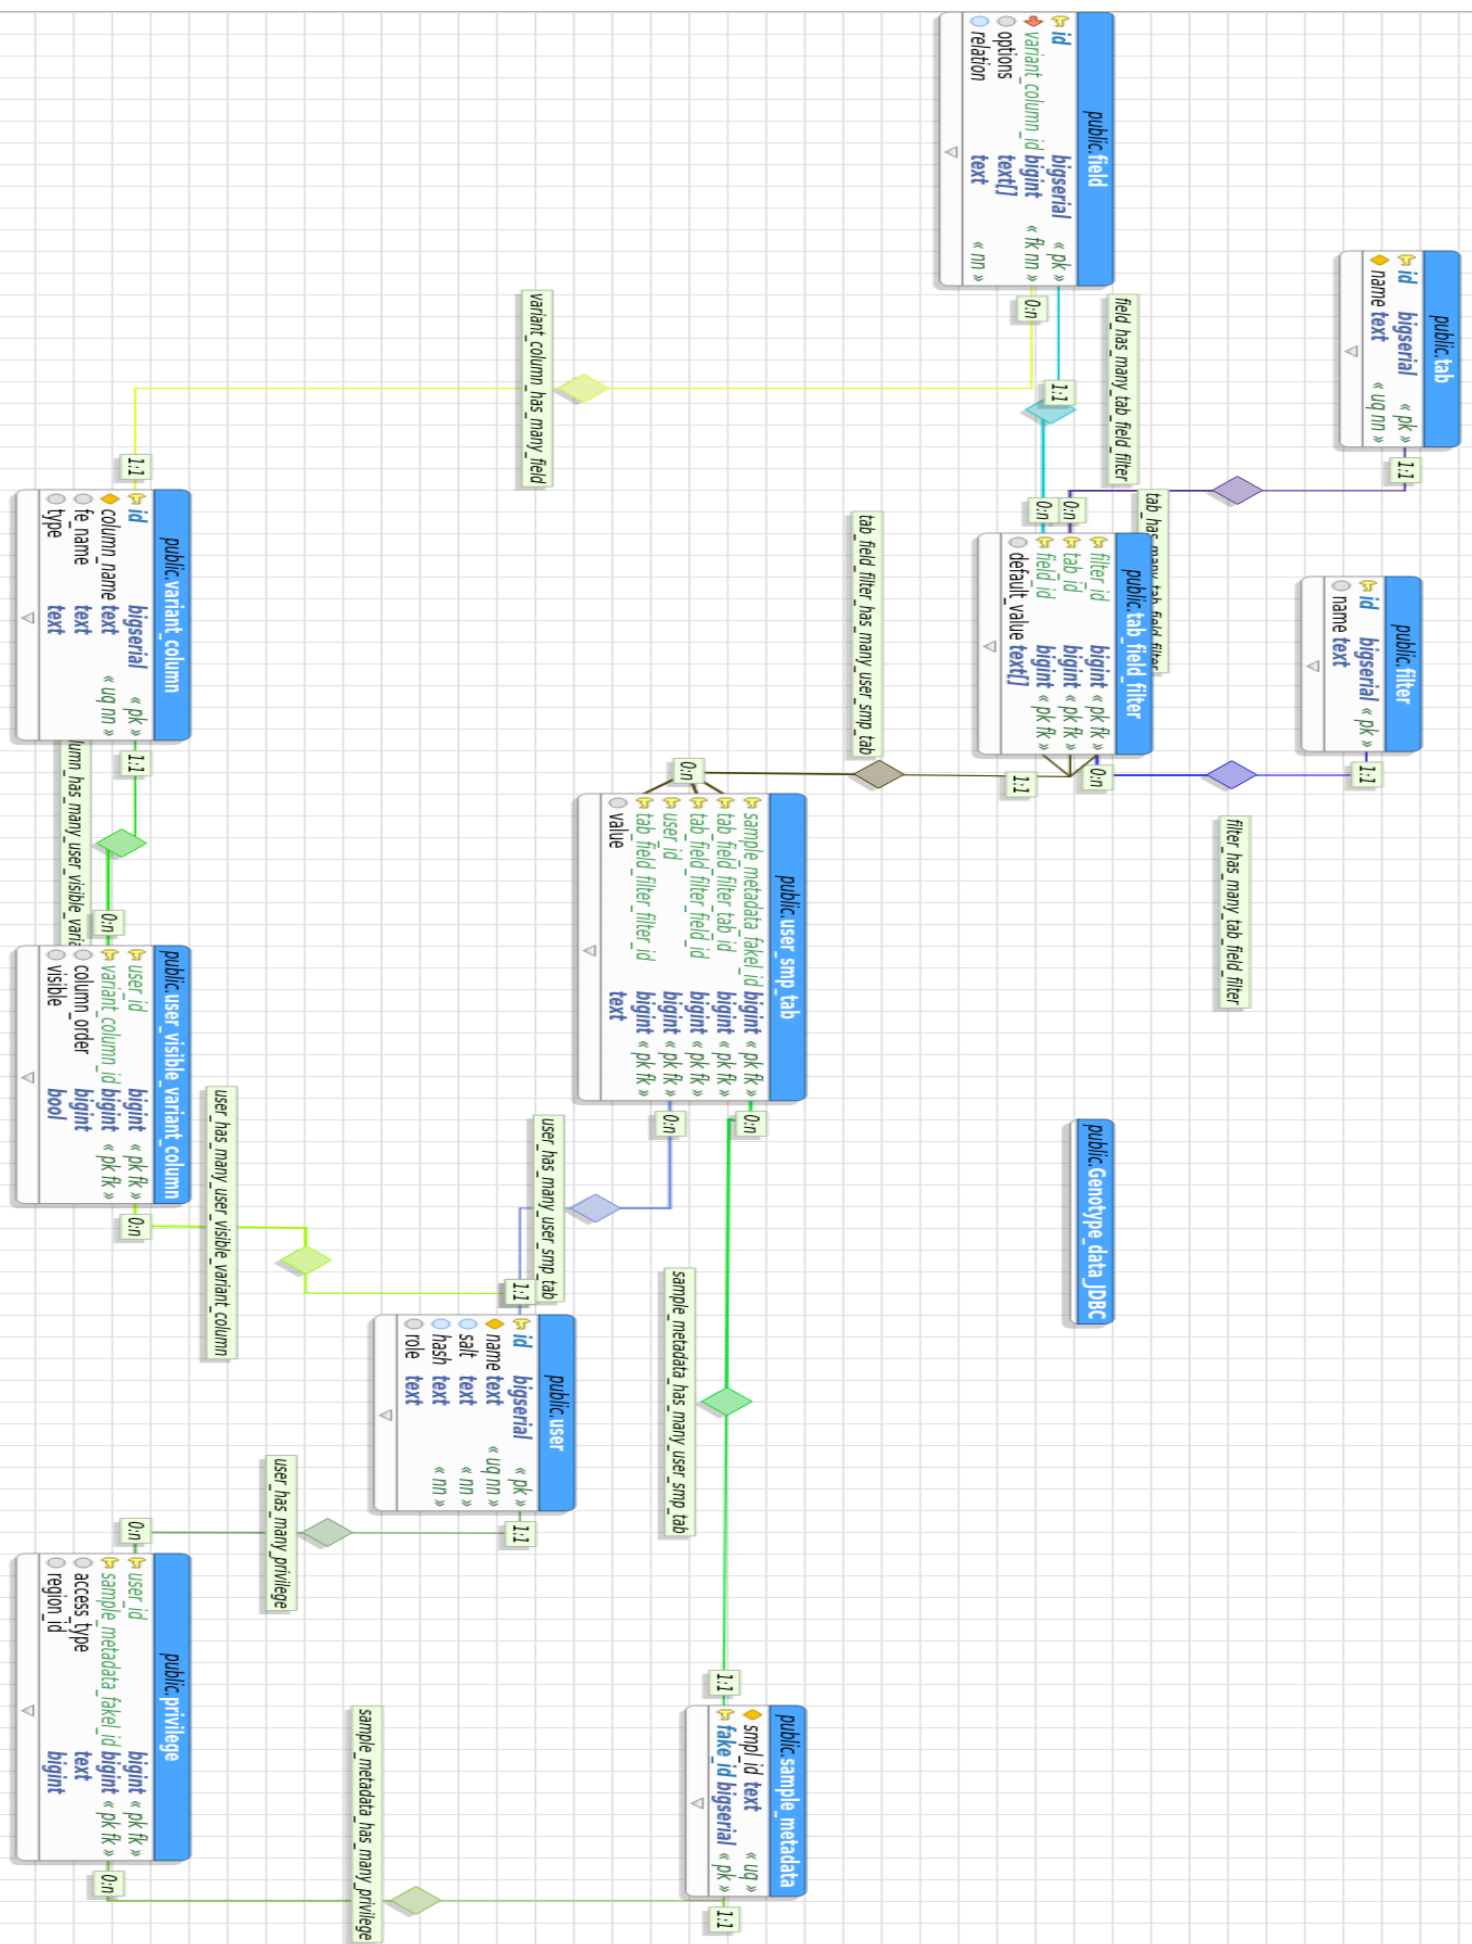 public.tab
id bigserial « pk »
name text « uq nn »
1:1
public.filter
id bigserial « pk »
name text
1:1
filter_has_many_tab_field_filter
tab_has_many_tab_field_filter
field_has_many_tab_field_filter
public.field
id bigserial « pk »
variant_column_id bigint « fk nn »
options text[]
relation text « nn »
1:1
0:n
public.tab_field_filter
filter_id bigint « pk fk »
tab_id bigint « pk fk »
field_id bigint « pk fk »
default_value text[]
0:n
0:n
0:n
1:1
public.Genotype_data_JDBC
tab_field_filter_has_many_user_smp_tab
0:n
public.user_smp_tab
sample_metadata_fakel_id bigint « pk fk »
tab_field_filter_tab_id bigint « pk fk »
tab_field_filter_field_id bigint « pk fk »
user_id bigint « pk fk »
tab_field_filter_filter_id bigint « pk fk »
value text
0:n
0:n
sample_metadata_has_many_user_smp_tab
1:1
public.sample_metadata
smpl_id text « uq »
fake_id bigserial « pk »
1:1
user_has_many_user_smp_tab
variant_column_has_many_field
1:1
public.user
id bigserial « pk »
name text « uq nn »
salt text « nn »
hash text « nn »
role text
1:1
sample_metadata_has_many_privilege
user_has_many_privilege
user_has_many_user_visible_variant_column
1:1
public.variant_column
id bigserial « pk »
column_name text « uq nn »
fe_name text
type text
1:1
lumn_has_many_user_visible_varia
0:n
public.user_visible_variant_column
user_id bigint « pk fk »
variant_column_id bigint « pk fk »
column_order bigint
visible bool
0:n
0:n
public.privilege
user_id bigint « pk fk »
sample_metadata_fakel_id bigint « pk fk »
access_type text
region_id bigint
0:n